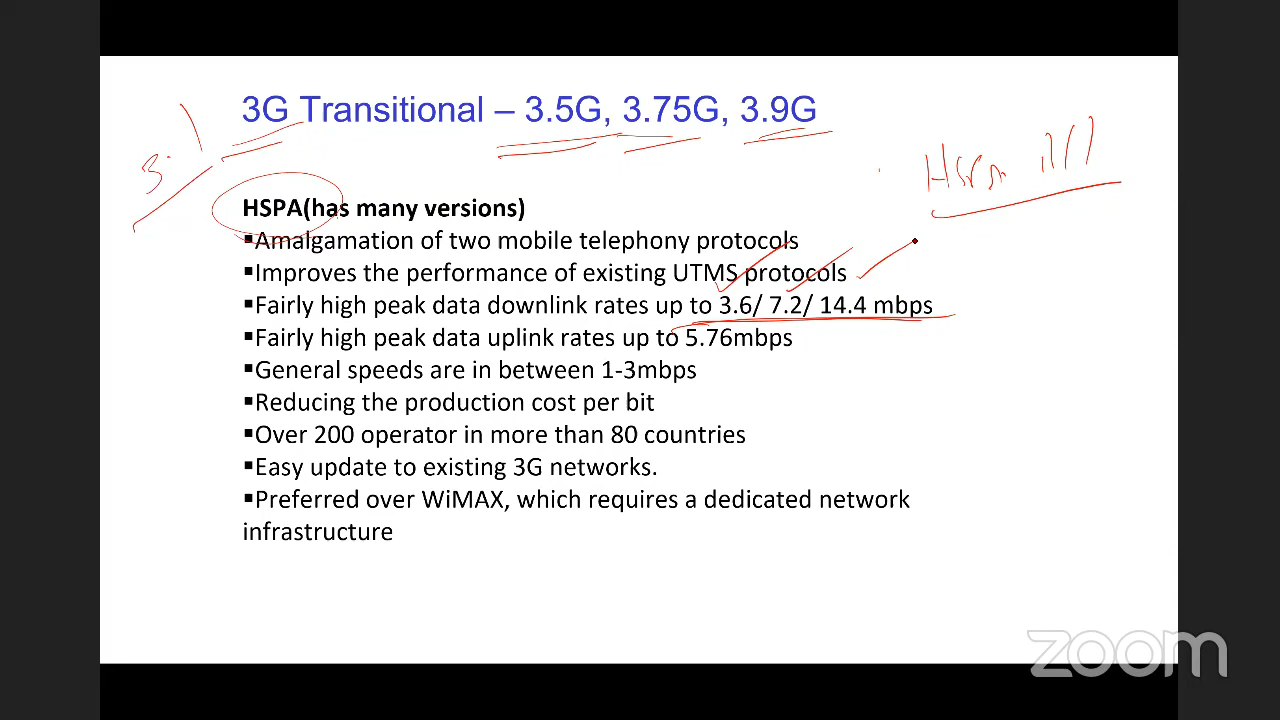 3G Transitional – 3.5G, 3.75G, 3.9G
3
HSPA
HSPA(has many versions)
▪Amalgamation of two mobile telephony protocols
▪Improves the performance of existing UTMS protocols
▪Fairly high peak data downlink rates up to 3.6/ 7.2/ 14.4 mbps
▪Fairly high peak data uplink rates up to 5.76mbps
▪General speeds are in between 1-3mbps
▪Reducing the production cost per bit
▪Over 200 operator in more than 80 countries
▪Easy update to existing 3G networks.
▪Preferred over WiMAX, which requires a dedicated network
infrastructure
zoom